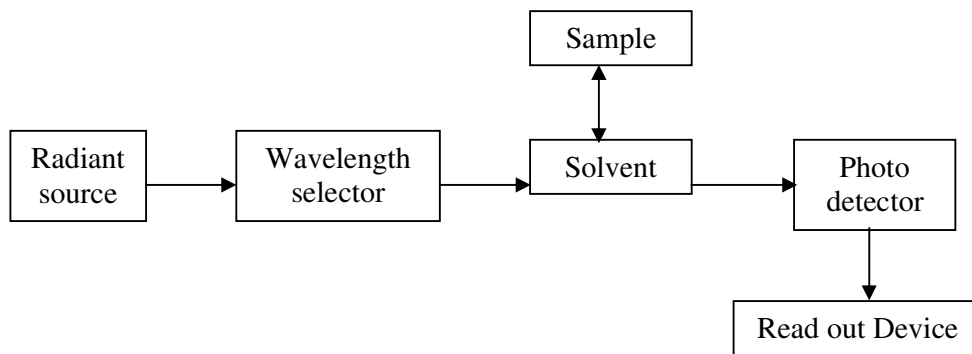 Sample
Radiant
source
Wavelength
selector
Solvent
Photo
detector
Read out Device